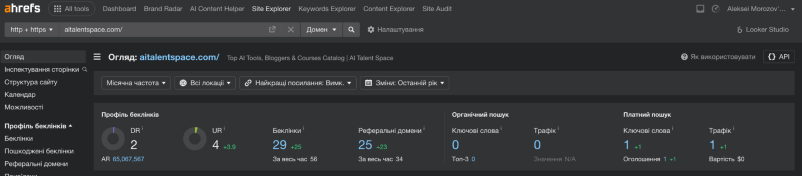 ahrefs All tools Dashboard Brand Radar AI Content Helper Site Explorer Keywords Explorer Content Explorer Site Audit Aleksei Morozov'...
http + https aitalentspace.com/ Домен Налаштування Looker Studio
Огляд
Інспектування сторінки
Структура сайту
Календар
Можливості
Профіль беклінків
Беклінки
Пошкоджені беклінки
Реферальні домени
Огляд: aitalentspace.com/ Top AI Tools, Bloggers & Courses Catalog | AI Talent Space Як використовувати {} API
Місячна частота Всі локації Найкращі посилання: Вимк. Зміни: Останній рік
Профіль беклінків Органічний пошук Платний пошук
DR UR Беклінки Реферальні домени Ключові слова Трафік Ключові слова Трафік
2 4 +3.9 29 +25 25 +23 0 0 1 +1 1 +1
AR 65,067,567 За весь час 56 За весь час 34 Топ-3 0 Значення N/A Оголошення 1 +1 Вартість $0